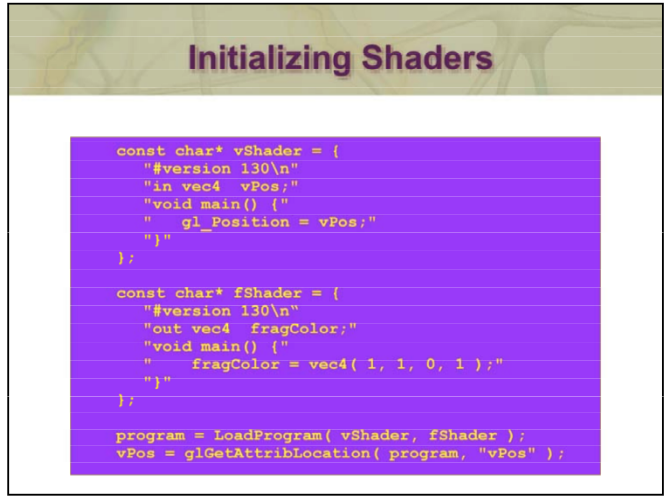 Initializing Shaders
const char* vShader = {
"#version 130\n"
"in vec4  vPos;"
"void main() {"
"   gl_Position = vPos;"
"}"
};
const char* fShader = {
"#version 130\n“
"out vec4  fragColor;"
"void main() {"
"    fragColor = vec4( 1, 1, 0, 1 );"
"}"
};
program = LoadProgram( vShader, fShader );
vPos = glGetAttribLocation( program, "vPos" );